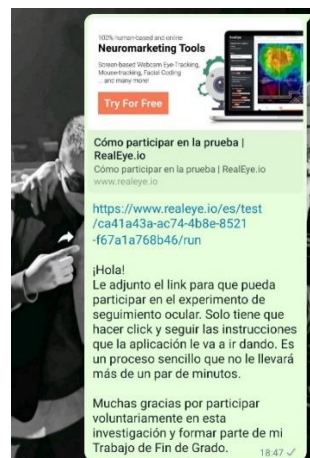 100% human-based and online
Neuromarketing Tools
Screen-based Webcam Eye-Tracking,
Mouse-tracking, Facial Coding
... and many more!
Try For Free
Cómo participar en la prueba |
RealEye.io
Cómo participar en la prueba | RealEye.io
www.realeye.io
https://www.realeye.io/es/test
/ca41a43a-ac74-4b8e-8521
-f67a1a768b46/run
¡Hola!
Le adjunto el link para que pueda
participar en el experimento de
seguimiento ocular. Solo tiene que
hacer click y seguir las instrucciones
que la aplicación le va a ir dando. Es
un proceso sencillo que no le llevará
más de un par de minutos.
Muchas gracias por participar
voluntariamente en esta
investigación y formar parte de mi
Trabajo de Fin de Grado.
18:47